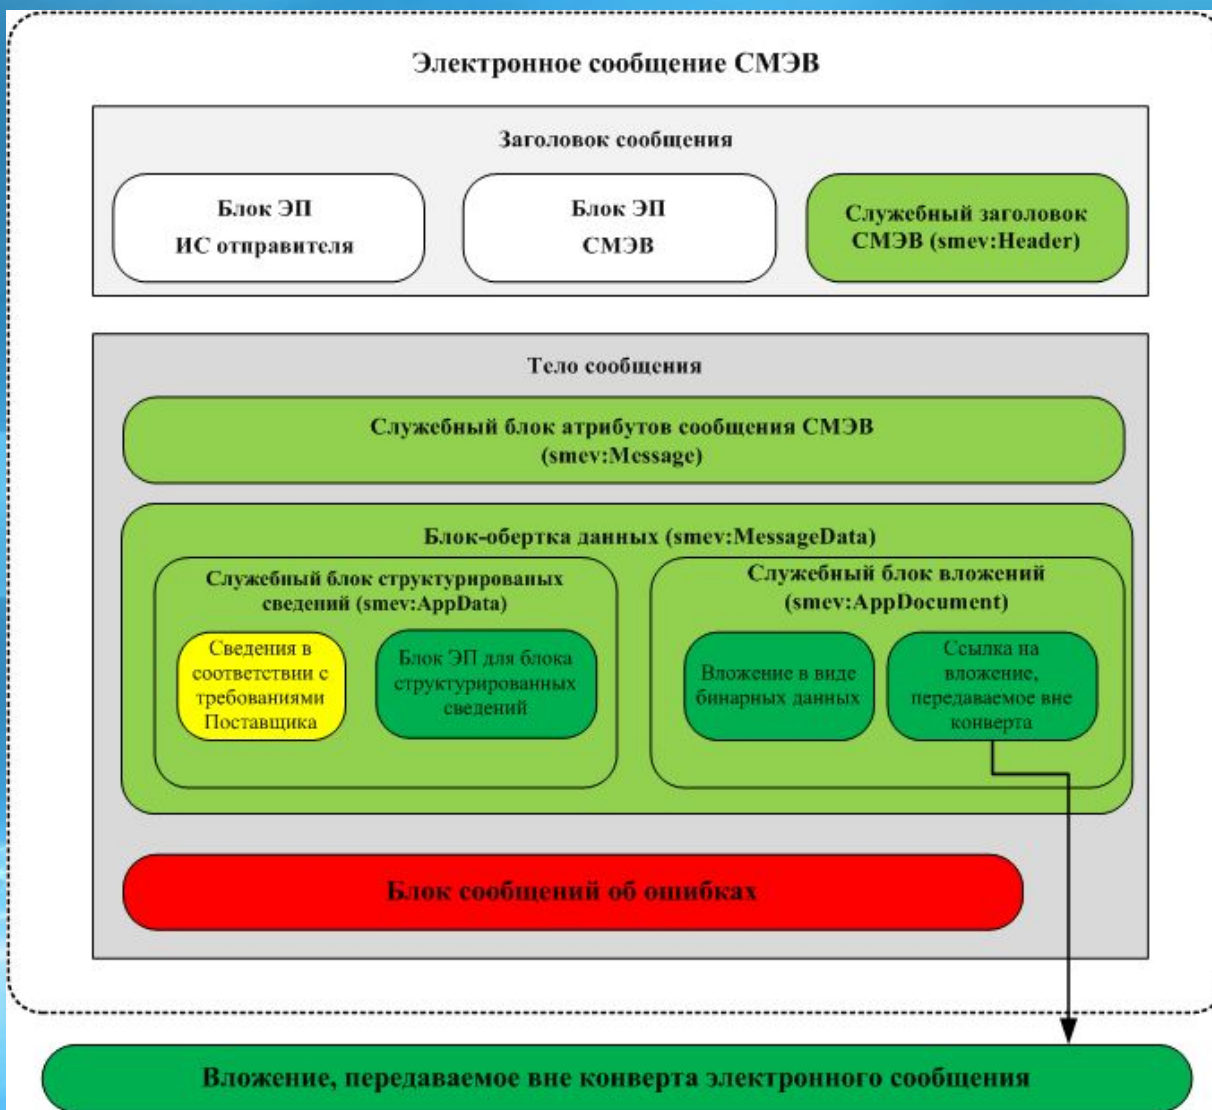 Электронное сообщение СМЭВ
Заголовок сообщения
Блок ЭП
ИС отправителя
Блок ЭП
СМЭВ
Служебный заголовок
СМЭВ (smev:Header)
Тело сообщения
Служебный блок атрибутов сообщения СМЭВ
(smev:Message)
Блок-обертка данных (smev:MessageData)
Служебный блок структурированых
сведений (smev:AppData)
Сведения в
соответствии с
требованиями
Поставщика
Блок ЭП для блока
структурированных
сведений
Служебный блок вложений
(smev:AppDocument)
Вложение в виде
бинарных данных
Ссылка на
вложение,
передаваемое вне
конверта
Блок сообщений об ошибках
Вложение, передаваемое вне конверта электронного сообщения